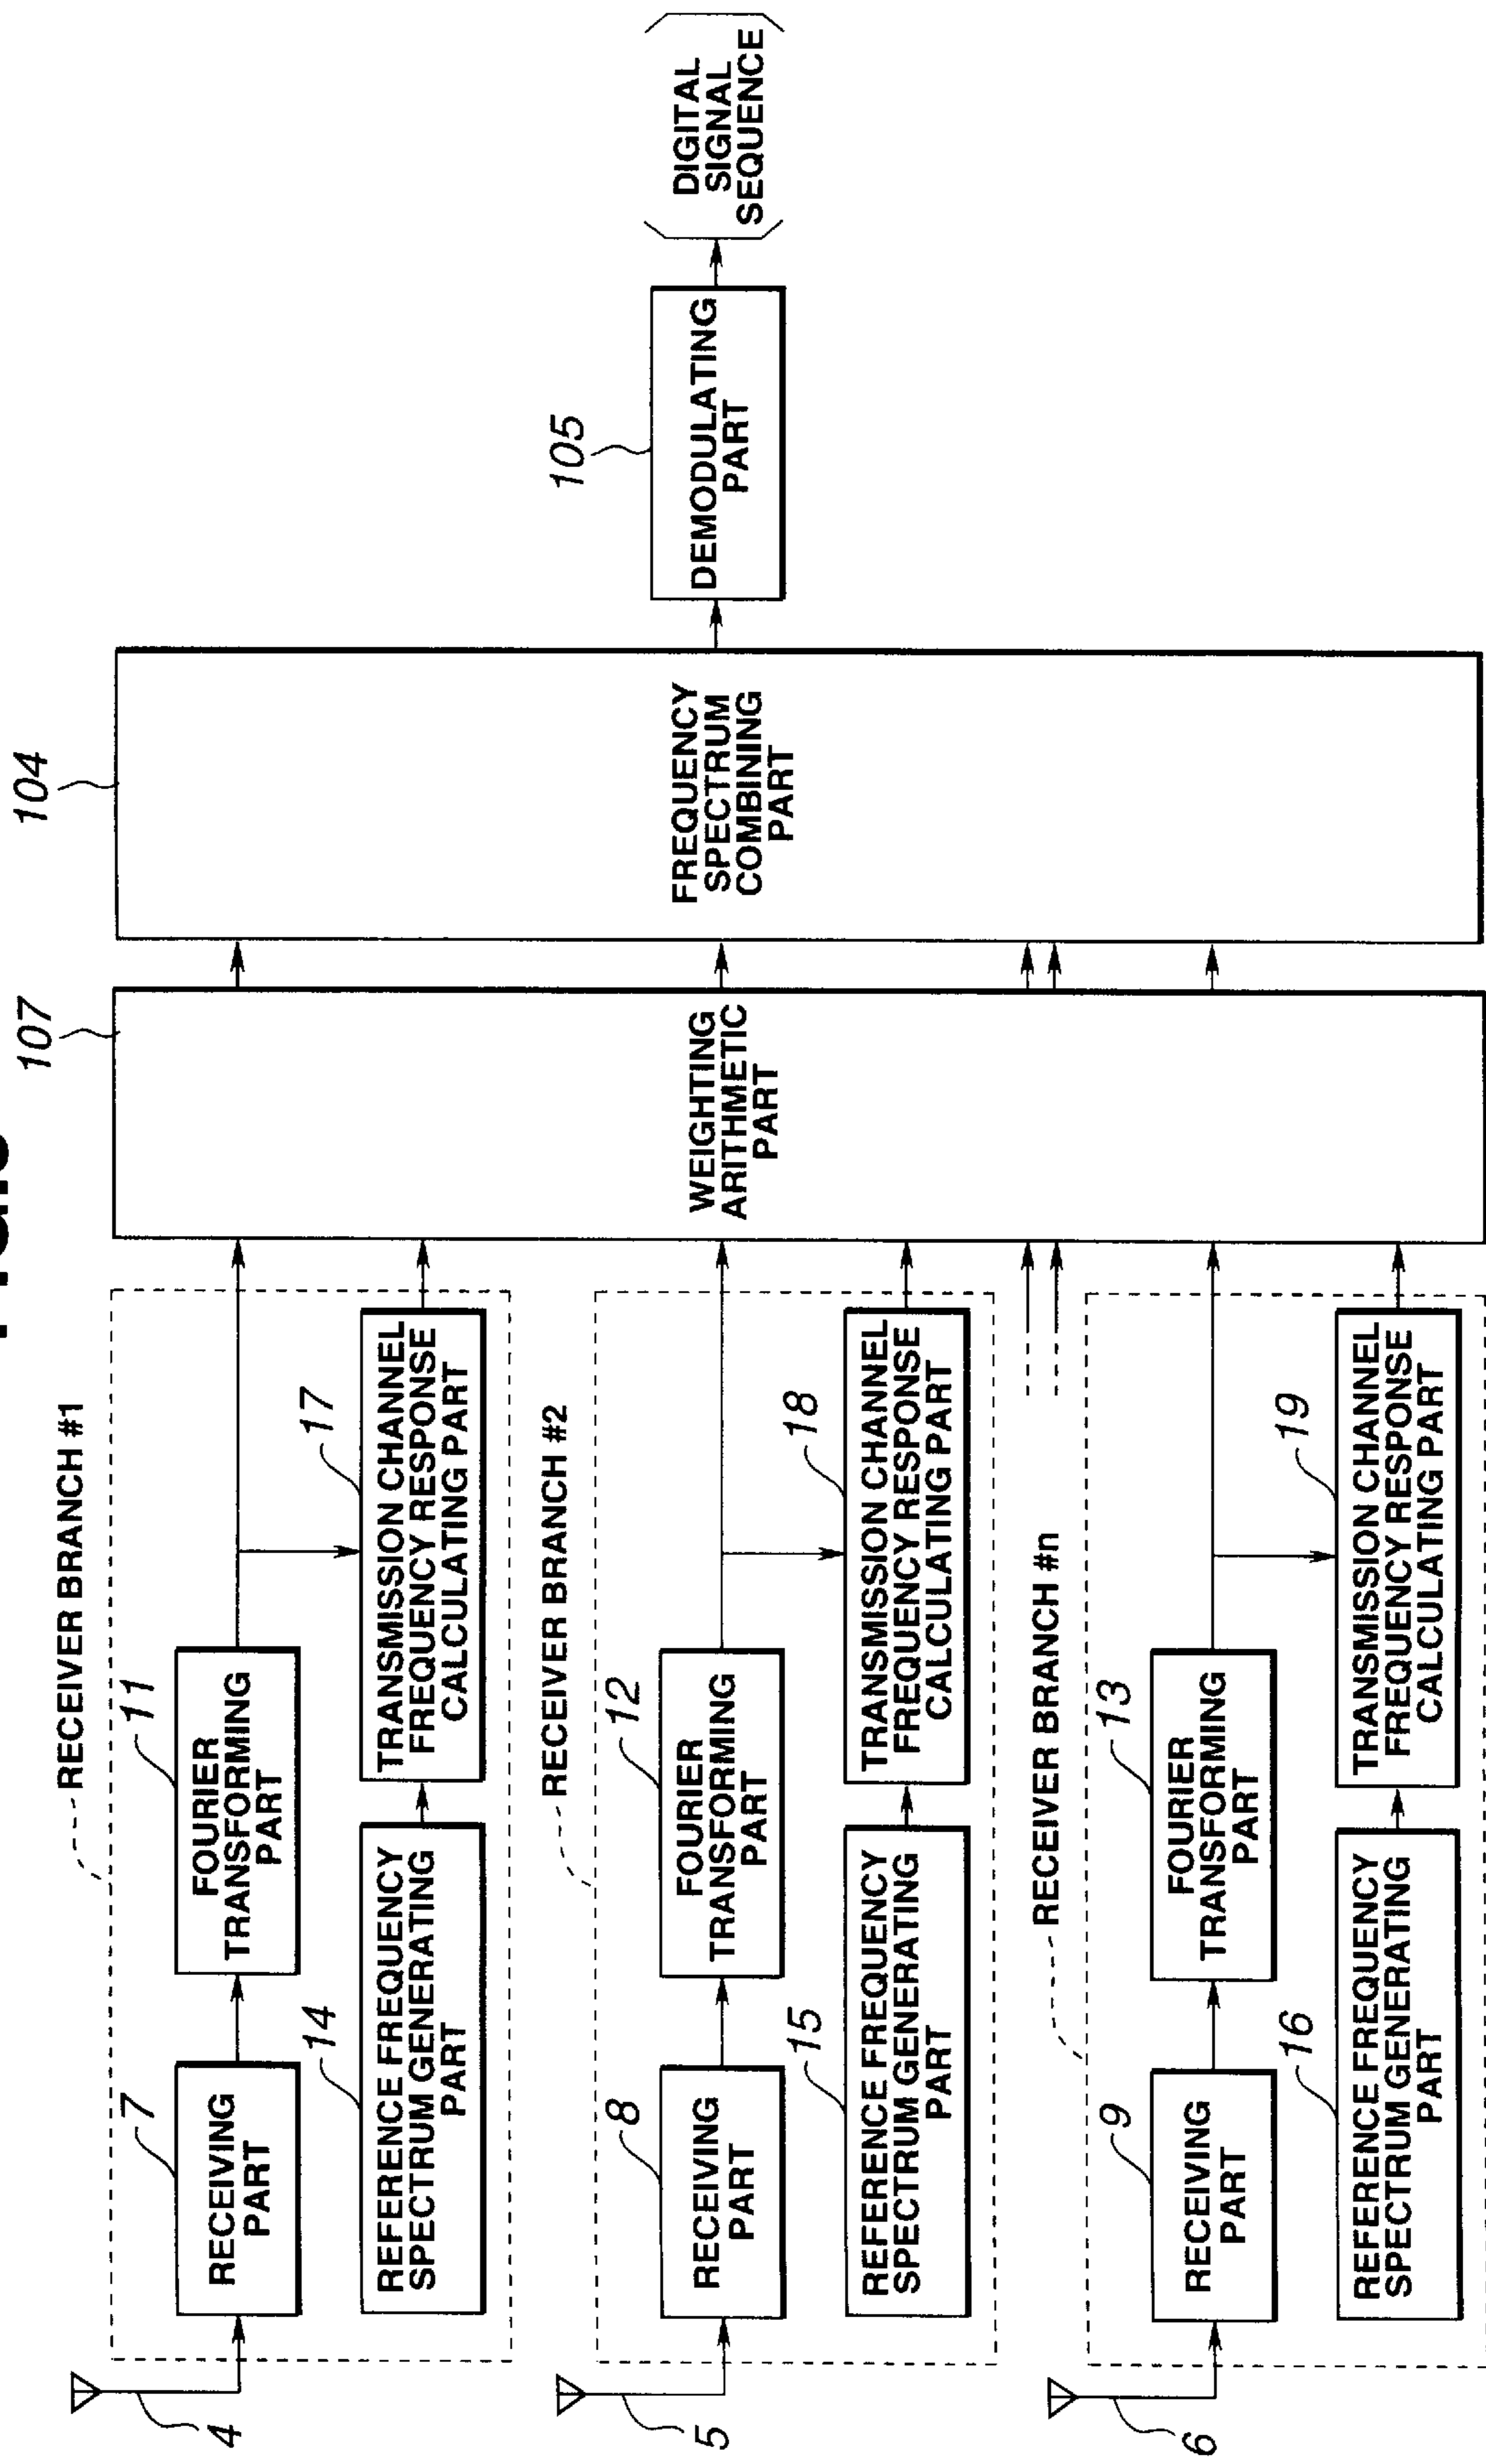 RECEIVER BRANCH #1
4
7
RECEIVING
PART
11
FOURIER
TRANSFORMING
PART
14
REFERENCE FREQUENCY
SPECTRUM GENERATING
PART
17
TRANSMISSION CHANNEL
FREQUENCY RESPONSE
CALCULATING PART
RECEIVER BRANCH #2
5
8
RECEIVING
PART
12
FOURIER
TRANSFORMING
PART
15
REFERENCE FREQUENCY
SPECTRUM GENERATING
PART
18
TRANSMISSION CHANNEL
FREQUENCY RESPONSE
CALCULATING PART
RECEIVER BRANCH #n
6
9
RECEIVING
PART
13
FOURIER
TRANSFORMING
PART
16
REFERENCE FREQUENCY
SPECTRUM GENERATING
PART
19
TRANSMISSION CHANNEL
FREQUENCY RESPONSE
CALCULATING PART
107
WEIGHTING
ARITHMETIC
PART
104
FREQUENCY
SPECTRUM
COMBINING
PART
105
DEMODULATING
PART
DIGITAL
SIGNAL
SEQUENCE